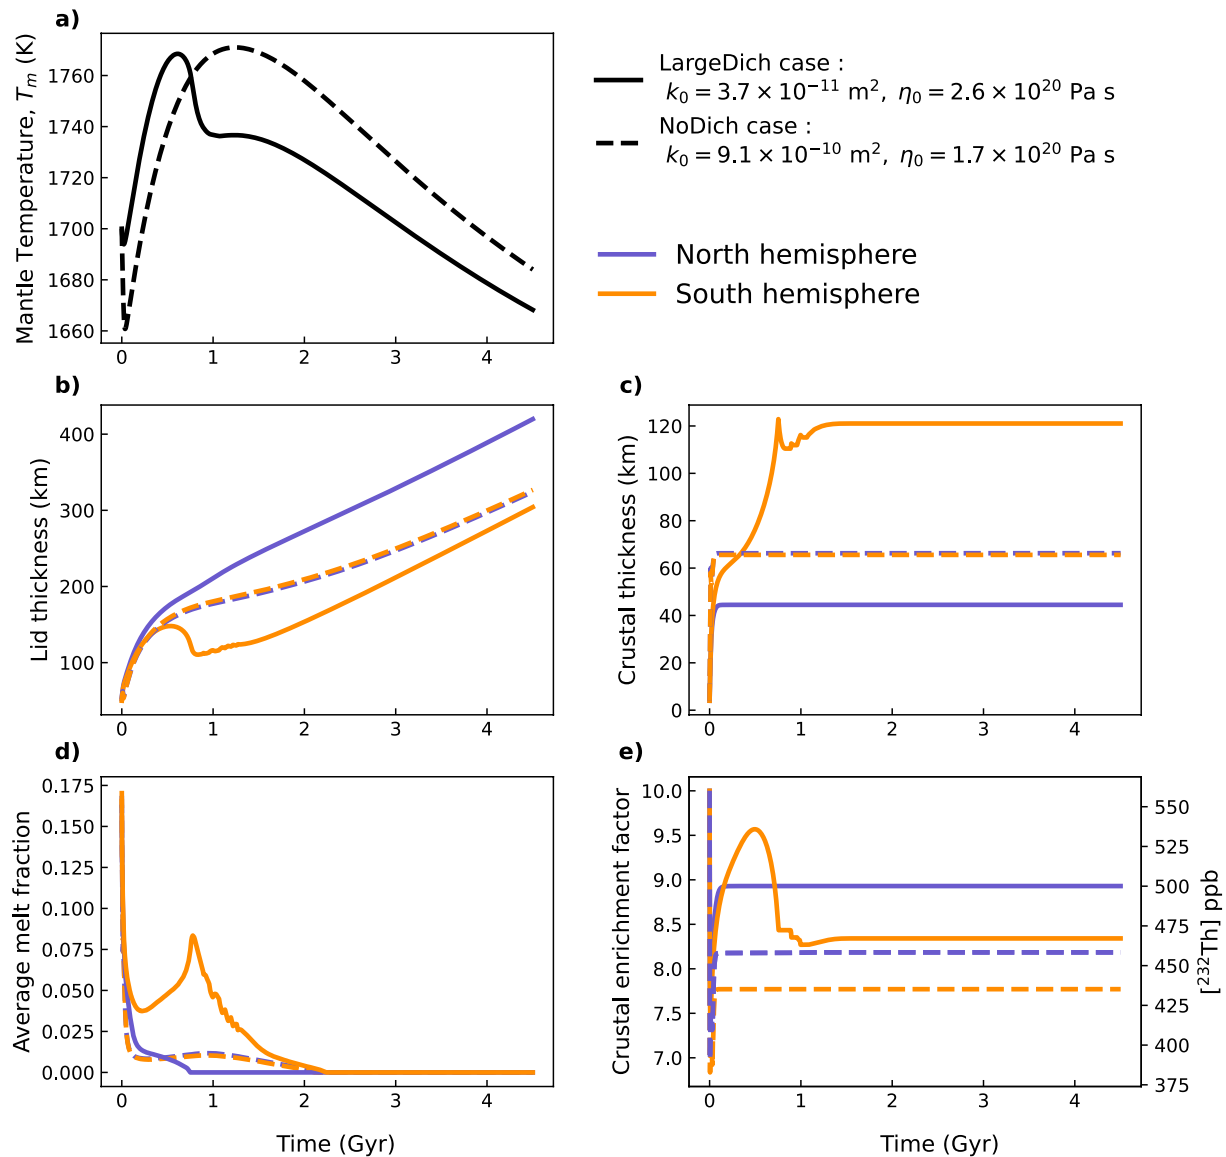 a)
Mantle Temperature, T_m (K)
1760
1740
1720
1700
1680
1660
0 1 2 3 4
LargeDich case :
k₀ = 3.7 × 10⁻¹¹ m², η₀ = 2.6 × 10²⁰ Pa s
NoDich case :
k₀ = 9.1 × 10⁻¹⁰ m², η₀ = 1.7 × 10²⁰ Pa s
North hemisphere
South hemisphere
b)
Lid thickness (km)
400
300
200
100
0 1 2 3 4
c)
Crustal thickness (km)
120
100
80
60
40
20
0
0 1 2 3 4
d)
Average melt fraction
0.175
0.150
0.125
0.100
0.075
0.050
0.025
0.000
0 1 2 3 4
Time (Gyr)
e)
Crustal enrichment factor
10.0
9.5
9.0
8.5
8.0
7.5
7.0
550
525
500
475
450
425
400
375
[²³²Th] ppb
0 1 2 3 4
Time (Gyr)